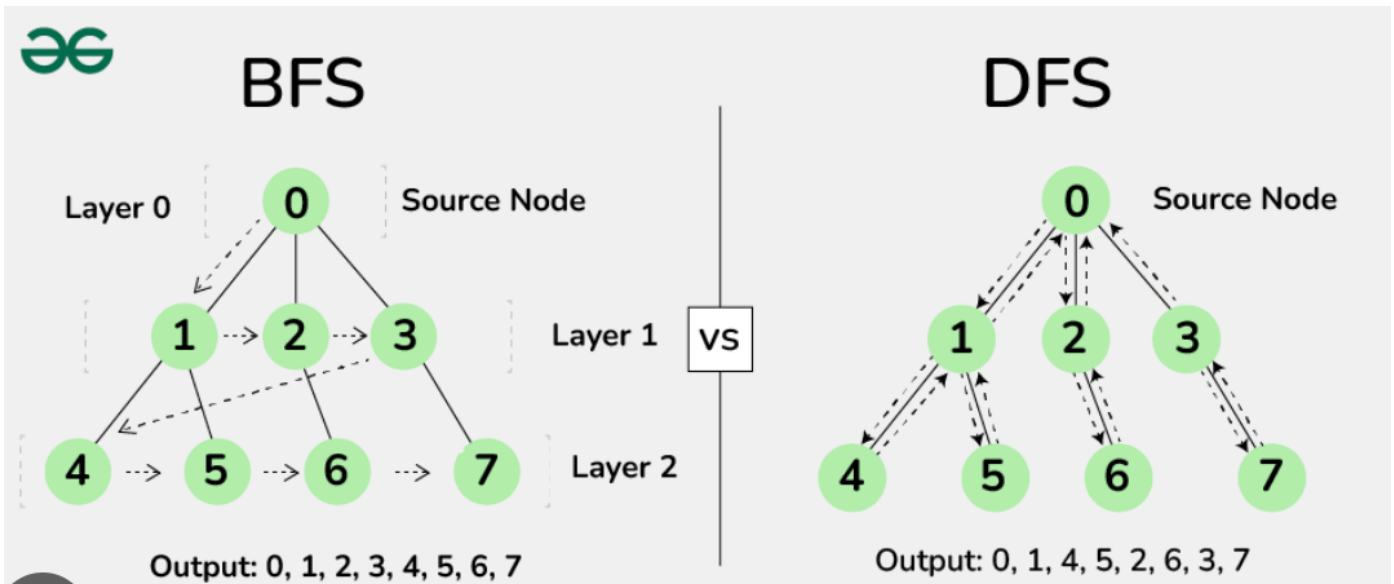 BFS
Layer 0
0
Source Node
1
2
3
Layer 1
4
5
6
7
Layer 2
Output: 0, 1, 2, 3, 4, 5, 6, 7
VS
DFS
0
Source Node
1
2
3
4
5
6
7
Output: 0, 1, 4, 5, 2, 6, 3, 7